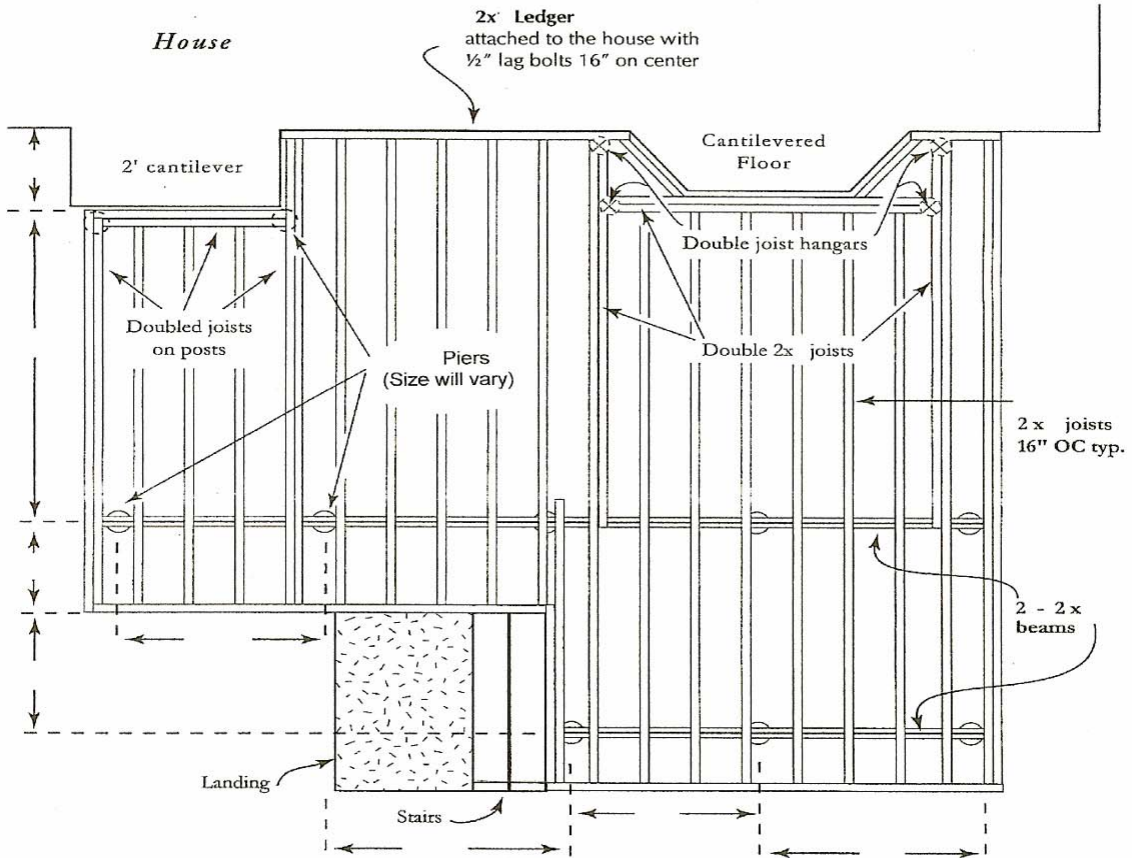 House
2x Ledger
attached to the house with
½" lag bolts 16" on center
2' cantilever
Cantilevered
Floor
Double joist hangars
Doubled joists
on posts
Double 2x joists
Piers
(Size will vary)
2 x joists
16" OC typ.
2 - 2x
beams
Landing
Stairs